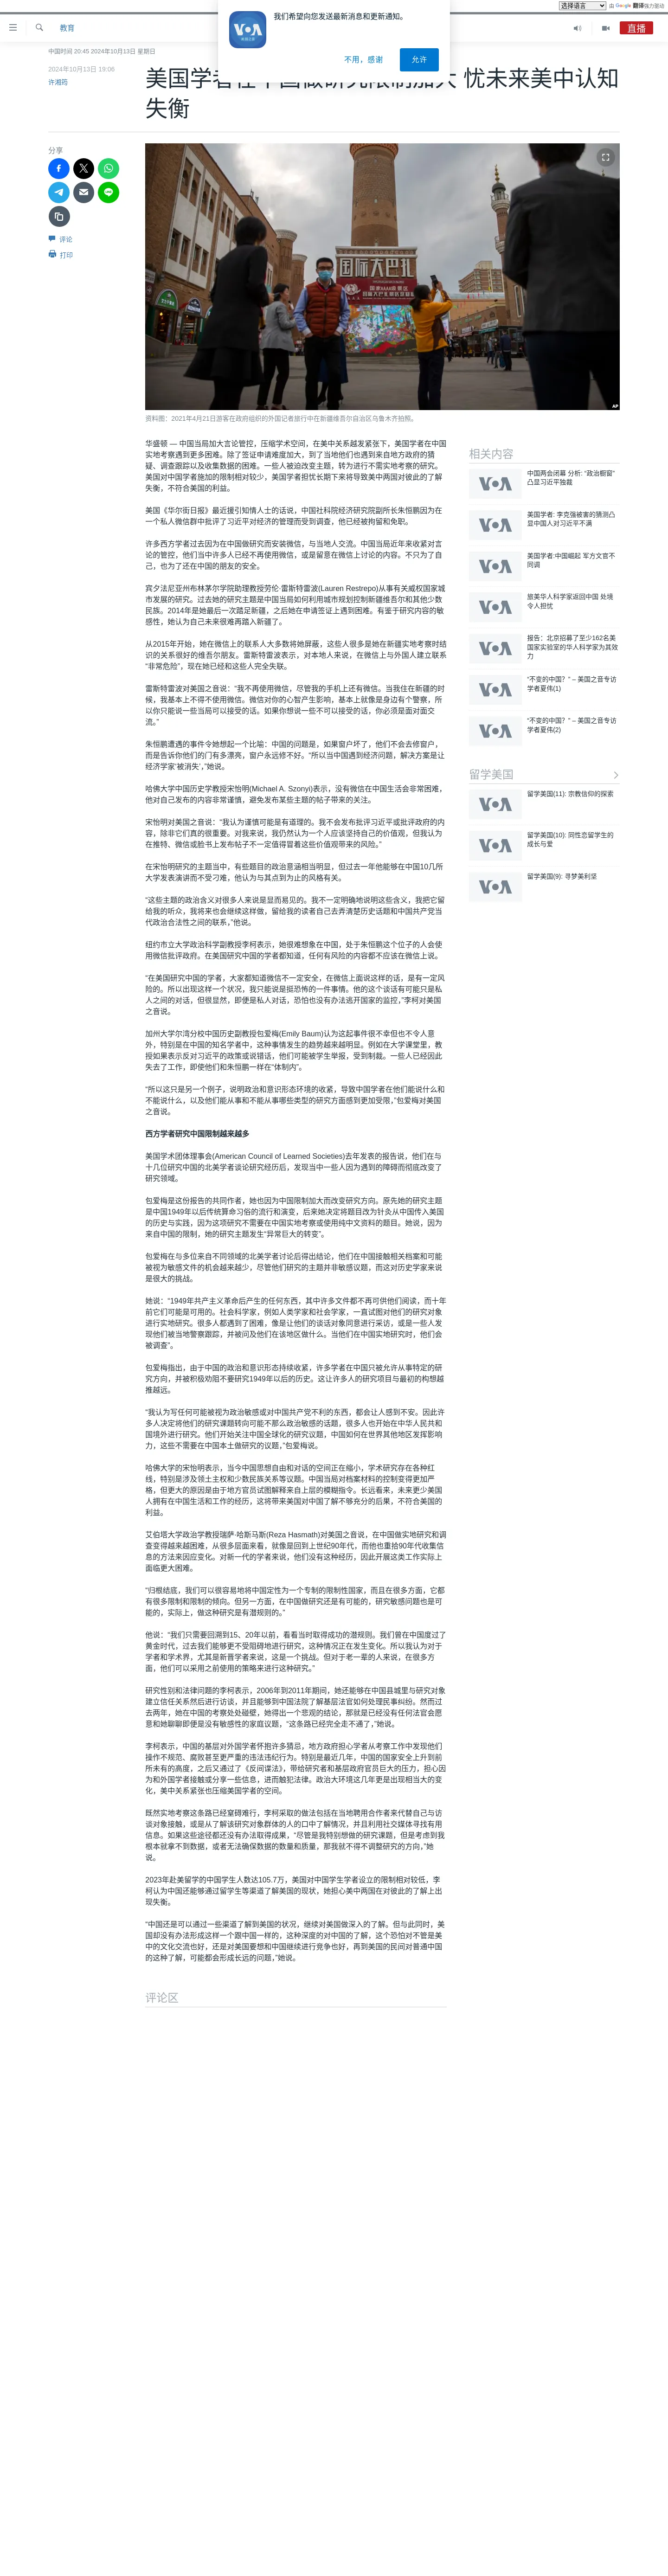 选择语言
由 Google 翻译强力驱动
我们希望向您发送最新消息和更新通知。
不用，感谢
允许
教育
直播
中国时间 20:45 2024年10月13日 星期日
2024年10月13日 19:06
许湘筠
美国学者在中国做研究限制加大 忧未来美中认知
失衡
分享
评论
打印
国际大巴扎
AP
资料图：2021年4月21日游客在政府组织的外国记者旅行中在新疆维吾尔自治区乌鲁木齐拍照。
华盛顿 — 中国当局加大言论管控，压缩学术空间，在美中关系越发紧张下，美国学者在中国
实地考察遇到更多困难。除了签证申请难度加大，到了当地他们也遇到来自地方政府的猜
疑、调查跟踪以及收集数据的困难。一些人被迫改变主题，转为进行不需实地考察的研究。
美国对中国学者施加的限制相对较少，美国学者担忧长期下来将导致美中两国对彼此的了解
失衡，不符合美国的利益。
美国《华尔街日报》最近援引知情人士的话说，中国社科院经济研究院副所长朱恒鹏因为在
一个私人微信群中批评了习近平对经济的管理而受到调查，他已经被拘留和免职。
许多西方学者过去因为在中国做研究而安装微信，与当地人交流。中国当局近年来收紧对言
论的管控，他们当中许多人已经不再使用微信，或是留意在微信上讨论的内容。不只为了自
己，也为了还在中国的朋友的安全。
宾夕法尼亚州布林茅尔学院助理教授劳伦·雷斯特雷波(Lauren Restrepo)从事有关威权国家城
市发展的研究。过去她的研究主题是中国当局如何利用城市规划控制新疆维吾尔和其他少数
民族。2014年是她最后一次踏足新疆，之后她在申请签证上遇到困难。有鉴于研究内容的敏
感性，她认为自己未来很难再踏入新疆了。
从2015年开始，她在微信上的联系人大多数将她屏蔽，这些人很多是她在新疆实地考察时结
识的关系很好的维吾尔朋友。雷斯特雷波表示，对本地人来说，在微信上与外国人建立联系
“非常危险”，现在她已经和这些人完全失联。
雷斯特雷波对美国之音说：“我不再使用微信，尽管我的手机上还有微信。当我住在新疆的时
候，我基本上不得不使用微信。微信对你的心智产生影响，基本上就像是身边有个警察，所
以你只能说一些当局可以接受的话。如果你想说一些不可以接受的话，你必须是面对面交
流。”
朱恒鹏遭遇的事件令她想起一个比喻：中国的问题是，如果窗户坏了，他们不会去修窗户，
而是告诉你他们的门有多漂亮，窗户永远修不好。“所以当中国遇到经济问题，解决方案是让
经济学家‘被消失’，”她说。
哈佛大学中国历史学教授宋怡明(Michael A. Szonyi)表示，没有微信在中国生活会非常困难，
他对自己发布的内容非常谨慎，避免发布某些主题的帖子带来的关注。
宋怡明对美国之音说：“我认为谨慎可能是有道理的。我不会发布批评习近平或批评政府的内
容，除非它们真的很重要。对我来说，我仍然认为一个人应该坚持自己的价值观，但我认为
在推特、微信或脸书上发布帖子不一定值得冒着这些价值观带来的风险。”
在宋怡明研究的主题当中，有些题目的政治意涵相当明显，但过去一年他能够在中国10几所
大学发表演讲而不受刁难，他认为与其点到为止的风格有关。
“这些主题的政治含义对很多人来说是显而易见的。我不一定明确地说明这些含义，我把它留
给我的听众，我将来也会继续这样做，留给我的读者自己去弄清楚历史话题和中国共产党当
代政治合法性之间的联系，”他说。
纽约市立大学政治科学副教授李柯表示，她很难想象在中国，处于朱恒鹏这个位子的人会使
用微信批评政府。在美国研究中国的学者都知道，任何有风险的内容都不应该在微信上说。
“在美国研究中国的学者，大家都知道微信不一定安全，在微信上面说这样的话，是有一定风
险的。所以出现这样一个状况，我只能说是挺恐怖的一件事情。他的这个谈话有可能只是私
人之间的对话，但很显然，即便是私人对话，恐怕也没有办法逃开国家的监控，”李柯对美国
之音说。
加州大学尔湾分校中国历史副教授包爱梅(Emily Baum)认为这起事件很不幸但也不令人意
外，特别是在中国的知名学者中，这种事情发生的趋势越来越明显。例如在大学课堂里，教
授如果表示反对习近平的政策或说错话，他们可能被学生举报，受到制裁。一些人已经因此
失去了工作，即使他们和朱恒鹏一样在“体制内”。
“所以这只是另一个例子，说明政治和意识形态环境的收紧，导致中国学者在他们能说什么和
不能说什么，以及他们能从事和不能从事哪些类型的研究方面感到更加受限，”包爱梅对美国
之音说。
西方学者研究中国限制越来越多
美国学术团体理事会(American Council of Learned Societies)去年发表的报告说，他们在与
十几位研究中国的北美学者谈论研究经历后，发现当中一些人因为遇到的障碍而彻底改变了
研究领域。
包爱梅是这份报告的共同作者，她也因为中国限制加大而改变研究方向。原先她的研究主题
是中国1949年以后传统算命习俗的流行和演变，后来她决定将题目改为针灸从中国传入美国
的历史与实践，因为这项研究不需要在中国实地考察或使用纯中文资料的题目。她说，因为
来自中国的限制，她的研究主题发生“异常巨大的转变”。
包爱梅在与多位来自不同领域的北美学者讨论后得出结论，他们在中国接触相关档案和可能
被视为敏感文件的机会越来越少，尽管他们研究的主题并非敏感议题，而这对历史学家来说
是很大的挑战。
她说：“1949年共产主义革命后产生的任何东西，其中许多文件都不再可供他们阅读，而十年
前它们可能是可用的。社会科学家，例如人类学家和社会学家，一直试图对他们的研究对象
进行实地研究。很多人都遇到了困难，像是让他们的谈话对象同意进行采访，或是一些人发
现他们被当地警察跟踪，并被问及他们在该地区做什么。当他们在中国实地研究时，他们会
被调查”。
包爱梅指出，由于中国的政治和意识形态持续收紧，许多学者在中国只被允许从事特定的研
究方向，并被积极劝阻不要研究1949年以后的历史。这让许多人的研究项目与最初的构想越
推越远。
“我认为写任何可能被视为政治敏感或对中国共产党不利的东西，都会让人感到不安。因此许
多人决定将他们的研究课题转向可能不那么政治敏感的话题，很多人也开始在中华人民共和
国境外进行研究。他们开始关注中国全球化的研究议题，中国如何在世界其他地区发挥影响
力，这些不需要在中国本土做研究的议题，”包爱梅说。
哈佛大学的宋怡明表示，当今中国思想自由和对话的空间正在缩小，学术研究存在各种红
线，特别是涉及领土主权和少数民族关系等议题。中国当局对档案材料的控制变得更加严
格，但更大的原因是由于地方官员试图解释来自上层的模糊指令。长远看来，未来更少美国
人拥有在中国生活和工作的经历，这将带来美国对中国了解不够充分的后果，不符合美国的
利益。
艾伯塔大学政治学教授瑞萨·哈斯马斯(Reza Hasmath)对美国之音说，在中国做实地研究和调
查变得越来越困难，从很多层面来看，就像是回到上世纪90年代，而他也重拾90年代收集信
息的方法来因应变化。对新一代的学者来说，他们没有这种经历，因此开展这类工作实际上
面临更大困难。
“归根结底，我们可以很容易地将中国定性为一个专制的限制性国家，而且在很多方面，它都
有很多限制和限制的倾向。但另一方面，在中国做研究还是有可能的，研究敏感问题也是可
能的，实际上，做这种研究是有潜规则的。”
他说：“我们只需要回溯到15、20年以前，看看当时取得成功的潜规则。我们曾在中国度过了
黄金时代，过去我们能够更不受阻碍地进行研究，这种情况正在发生变化。所以我认为对于
学者和学术界，尤其是新晋学者来说，这是一个挑战。但对于老一辈的人来说，在很多方
面，他们可以采用之前使用的策略来进行这种研究。”
研究性别和法律问题的李柯表示，2006年到2011年期间，她还能够在中国县城里与研究对象
建立信任关系然后进行访谈，并且能够到中国法院了解基层法官如何处理民事纠纷。然而过
去两年，她在中国的考察处处碰壁，她得出一个悲观的结论，那就是已经没有任何法官会愿
意和她聊聊即便是没有敏感性的家庭议题，“这条路已经完全走不通了，”她说。
李柯表示，中国的基层对外国学者怀抱许多猜忌，地方政府担心学者从考察工作中发现他们
操作不规范、腐败甚至更严重的违法违纪行为。特别是最近几年，中国的国家安全上升到前
所未有的高度，之后又通过了《反间谍法》，带给研究者和基层政府官员巨大的压力，担心因
为和外国学者接触或分享一些信息，进而触犯法律。政治大环境这几年更是出现相当大的变
化，美中关系紧张也压缩美国学者的空间。
既然实地考察这条路已经窒碍难行，李柯采取的做法包括在当地聘用合作者来代替自己与访
谈对象接触，或是从了解该研究对象群体的人的口中了解情况，并且利用社交媒体寻找有用
信息。如果这些途径都还没有办法取得成果，“尽管是我特别想做的研究课题，但是考虑到我
根本就拿不到数据，或者无法确保数据的数量和质量，那我就不得不调整研究的方向，”她
说。
2023年赴美留学的中国学生人数达105.7万，美国对中国学生学者设立的限制相对较低，李
柯认为中国还能够通过留学生等渠道了解美国的现状，她担心美中两国在对彼此的了解上出
现失衡。
“中国还是可以通过一些渠道了解到美国的状况，继续对美国做深入的了解。但与此同时，美
国却没有办法形成这样一个跟中国一样的，这种深度的对中国的了解，这个恐怕对不管是美
中的文化交流也好，还是对美国要想和中国继续进行竞争也好，再到美国的民间对普通中国
的这种了解，可能都会形成长远的问题，”她说。
评论区
相关内容
VOA
中国两会闭幕 分析: “政治橱窗”
凸显习近平独裁
VOA
美国学者: 李克强被害的猜测凸
显中国人对习近平不满
VOA
美国学者:中国崛起 军方文官不
同调
VOA
旅美华人科学家返回中国 处境
令人担忧
VOA
报告：北京招募了至少162名美
国家实验室的华人科学家为其效
力
VOA
“不变的中国？” – 美国之音专访
学者夏伟(1)
VOA
“不变的中国？” – 美国之音专访
学者夏伟(2)
留学美国
VOA
留学美国(11): 宗教信仰的探索
VOA
留学美国(10): 同性恋留学生的
成长与爱
VOA
留学美国(9): 寻梦美利坚